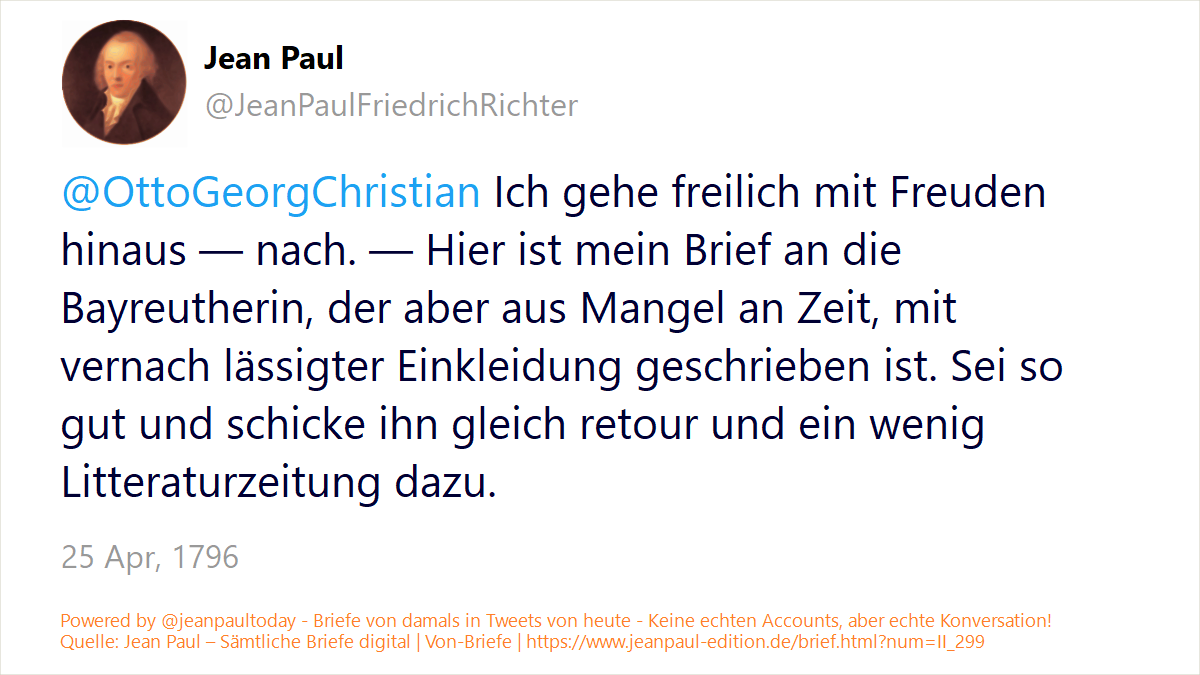 Jean Paul
@JeanPaulFriedrichRichter
@OttoGeorgChristian Ich gehe freilich mit Freuden
hinaus — nach. — Hier ist mein Brief an die
Bayreutherin, der aber aus Mangel an Zeit, mit
vernach lässigter Einkleidung geschrieben ist. Sei so
gut und schicke ihn gleich retour und ein wenig
Litteraturzeitung dazu.
25 Apr, 1796
Powered by @jeanpaultoday - Briefe von damals in Tweets von heute - Keine echten Accounts, aber echte Konversation!
Quelle: Jean Paul – Sämtliche Briefe digital | Von-Briefe | https://www.jeanpaul-edition.de/brief.html?num=II_299